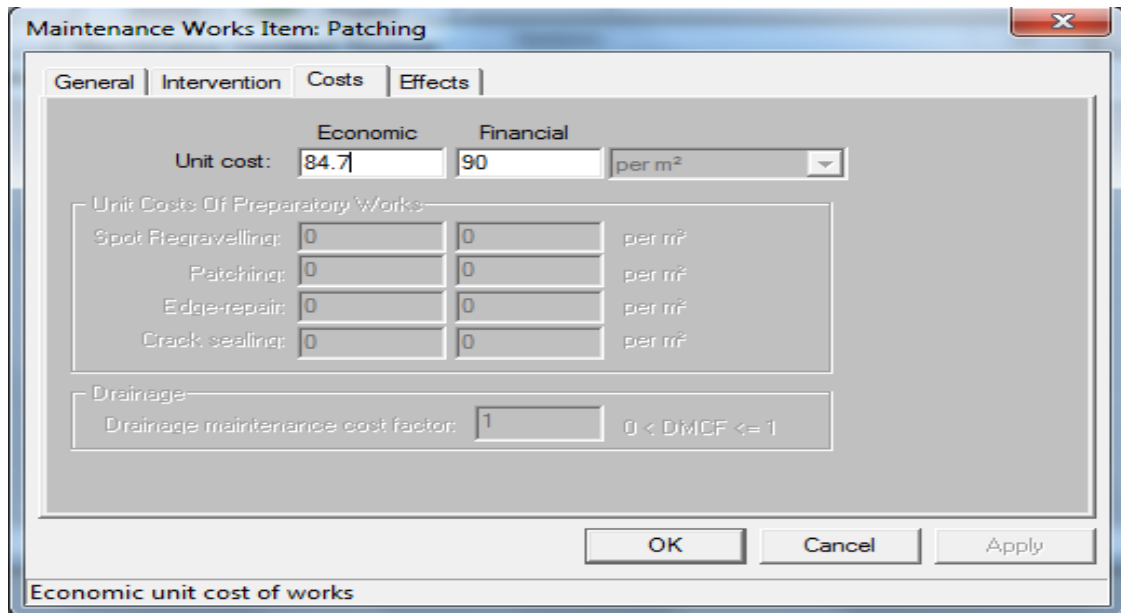 Maintenance Works Item: Patching
General Intervention Costs Effects
Economic Financial
Unit cost: 84.7 90 per m²
Unit Costs Of Preparatory Works
Spot Regravelling: 0 0 per m³
Patching: 0 0 per m²
Edge-repair: 0 0 per m²
Crack sealing: 0 0 per m²
Drainage
Drainage maintenance cost factor: 1 0 < DMCF <= 1
OK Cancel Apply
Economic unit cost of works